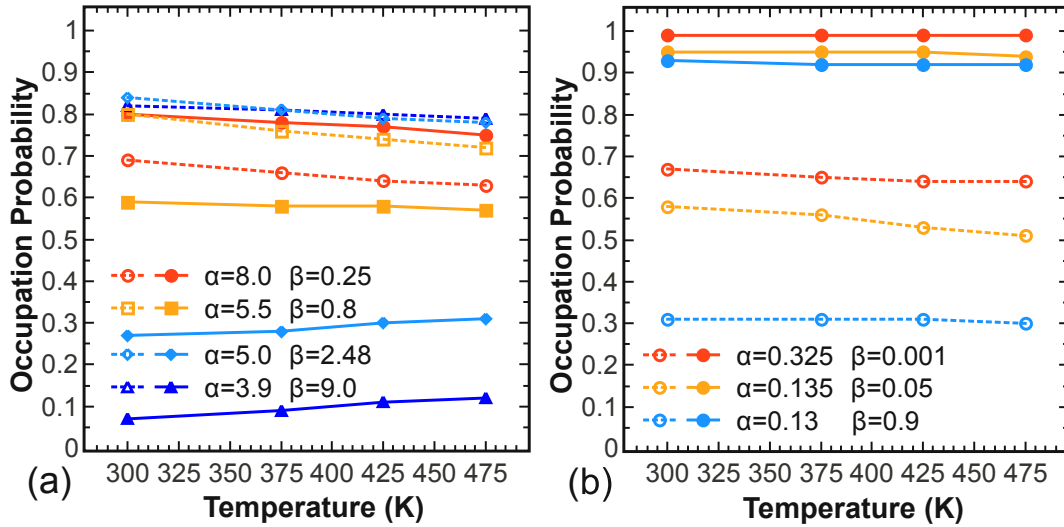 1
0.9
0.8
0.7
0.6
0.5
0.4
0.3
0.2
0.1
0
Occupation Probability
α=8.0 β=0.25
α=5.5 β=0.8
α=5.0 β=2.48
α=3.9 β=9.0
300 325 350 375 400 425 450 475
(a)
Temperature (K)
1
0.9
0.8
0.7
0.6
0.5
0.4
0.3
0.2
0.1
0
Occupation Probability
α=0.325 β=0.001
α=0.135 β=0.05
α=0.13 β=0.9
300 325 350 375 400 425 450 475
(b)
Temperature (K)